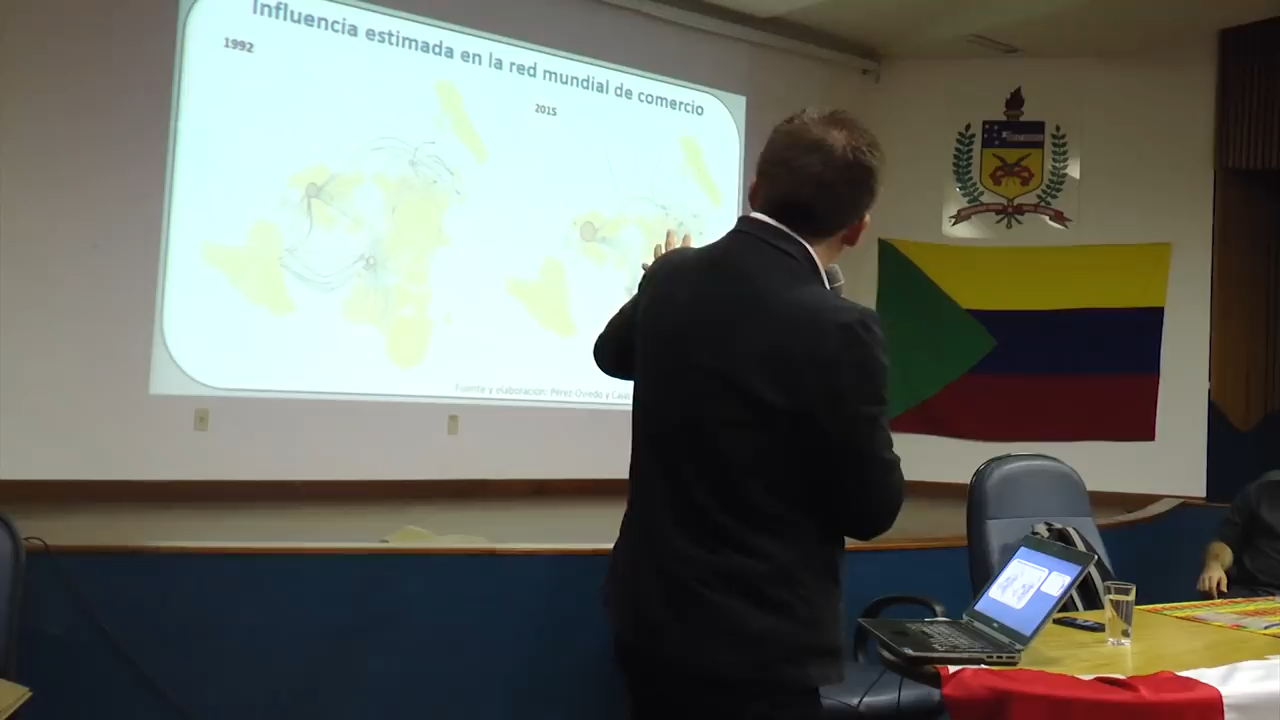 Influencia estimada en la red mundial de comercio
1992
2015
Fuente y elaboración: Pérez Oviedo y